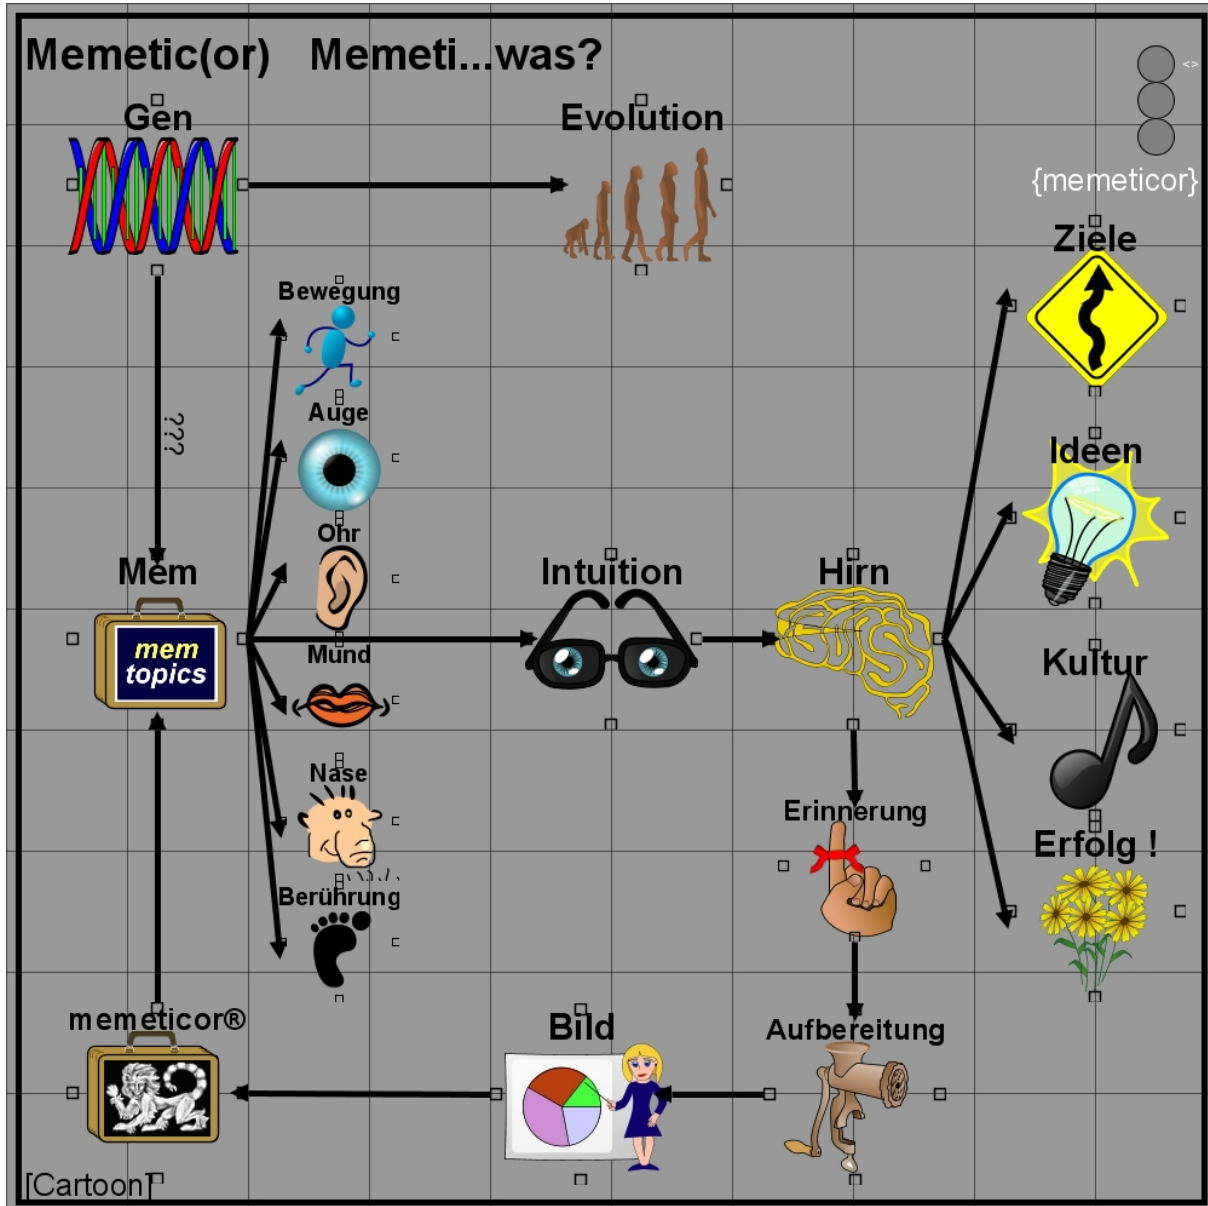 Memetic(or) Memeti...was?
<>
Gen
Evolution
{memeticor}
Ziele
Bewegung
Auge
???
Ideen
Ohr
Mem
Intuition
Hirn
mem
topics
Mund
Kultur
Nase
Erinnerung
Erfolg !
Berührung
memeticor®
Bild
Aufbereitung
[Cartoon]